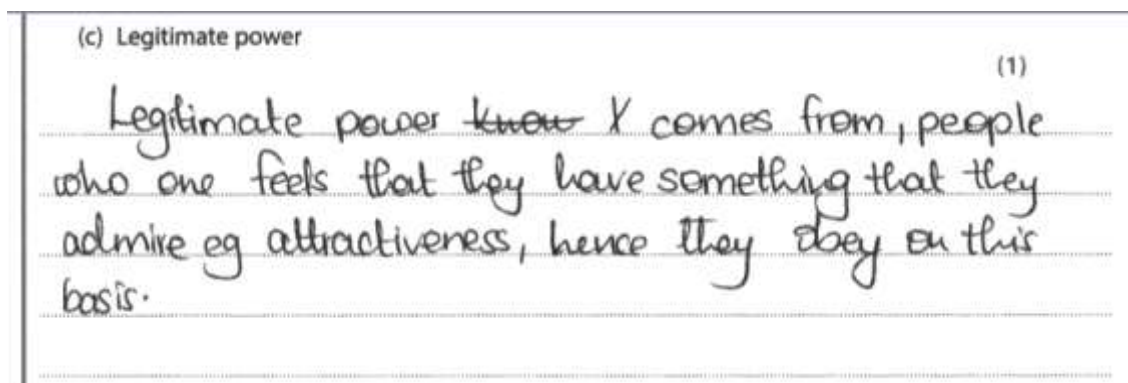 (c) Legitimate power
(1)
Legitimate power know X comes from, people
who one feels that they have something that they
admire eg attractiveness, hence they obey on this
basis.